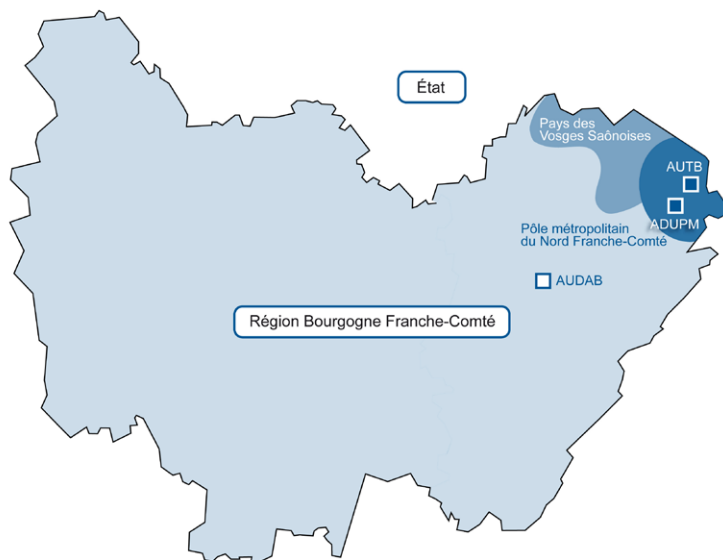 État
Pays des
Vosges Saônoises
AUTB
ADUPM
Pôle métropolitain
du Nord Franche-Comté
AUDAB
Région Bourgogne Franche-Comté